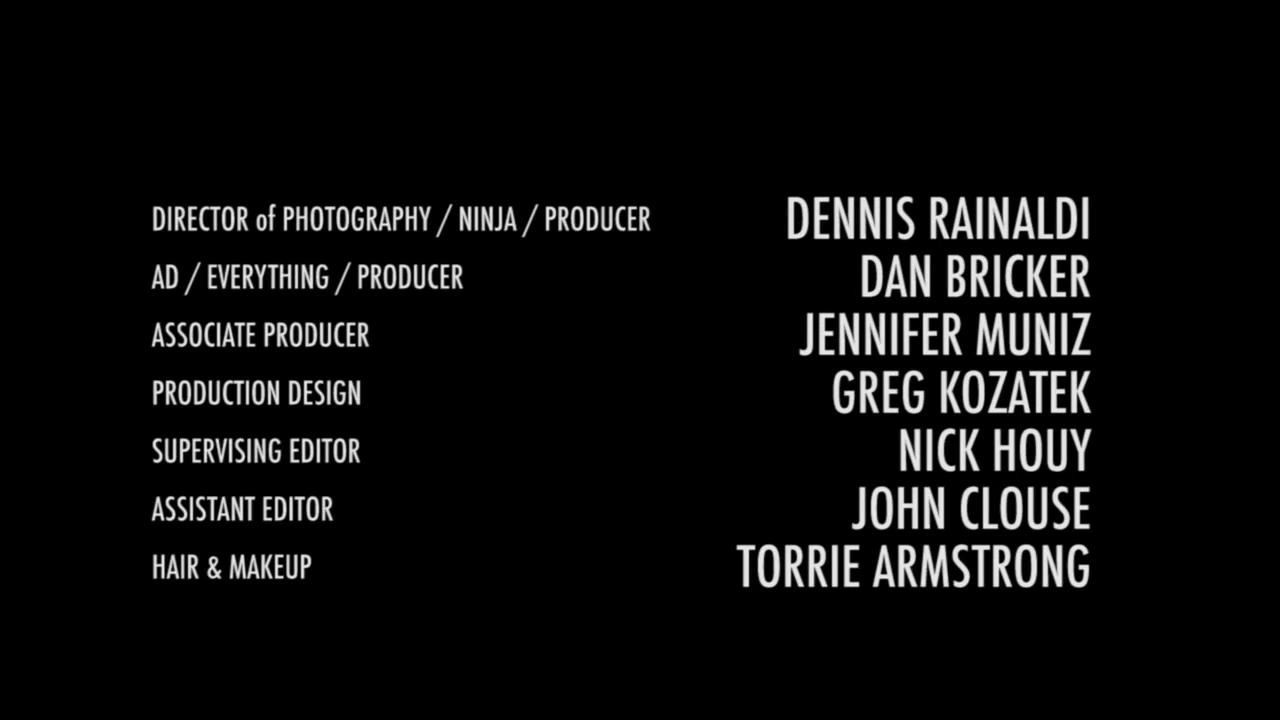 DIRECTOR of PHOTOGRAPHY / NINJA / PRODUCER DENNIS RAINALDI
AD / EVERYTHING / PRODUCER DAN BRICKER
ASSOCIATE PRODUCER JENNIFER MUNIZ
PRODUCTION DESIGN GREG KOZATEK
SUPERVISING EDITOR NICK HOUY
ASSISTANT EDITOR JOHN CLOUSE
HAIR & MAKEUP TORRIE ARMSTRONG